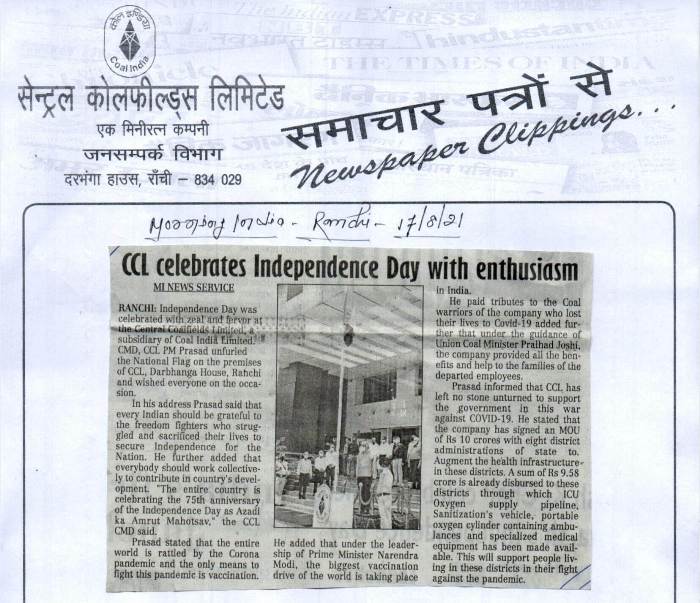 कोल इण्डिया
Coal India
सेन्ट्रल कोलफील्ड्स लिमिटेड
एक मिनीरत्न कम्पनी
जनसम्पर्क विभाग
दरभंगा हाउस, राँची – 834 029
समाचार पत्रों से
Newspaper Clippings...
Morning India - Ranchi - 17/8/21
CCL celebrates Independence Day with enthusiasm
MI NEWS SERVICE
RANCHI: Independence Day was
celebrated with zeal and fervor at
the Central Coalfields Limited, a
subsidiary of Coal India Limited.
CMD, CCL PM Prasad unfurled
the National Flag on the premises
of CCL, Darbhanga House, Ranchi
and wished everyone on the occa-
sion.
In his address Prasad said that
every Indian should be grateful to
the freedom fighters who strug-
gled and sacrificed their lives to
secure Independence for the
Nation. He further added that
everybody should work collective-
ly to contribute in country's devel-
opment. "The entire country is
celebrating the 75th anniversary
of the Independence Day as Azadi
ka Amrut Mahotsav," the CCL
CMD said.
Prasad stated that the entire
world is rattled by the Corona
pandemic and the only means to
fight this pandemic is vaccination.
He added that under the leader-
ship of Prime Minister Narendra
Modi, the biggest vaccination
drive of the world is taking place
in India.
He paid tributes to the Coal
warriors of the company who lost
their lives to Covid-19 added fur-
ther that under the guidance of
Union Coal Minister Pralhad Joshi,
the company provided all the ben-
efits and help to the families of the
departed employees.
Prasad informed that CCL has
left no stone unturned to support
the government in this war
against COVID-19. He stated that
the company has signed an MOU
of Rs 10 crores with eight district
administrations of state to.
Augment the health infrastructure
in these districts. A sum of Rs 9.58
crore is already disbursed to these
districts through which ICU
Oxygen supply pipeline,
Sanitization's vehicle, portable
oxygen cylinder containing ambu-
lances and specialized medical
equipment has been made avail-
able. This will support people liv-
ing in these districts in their fight
against the pandemic.